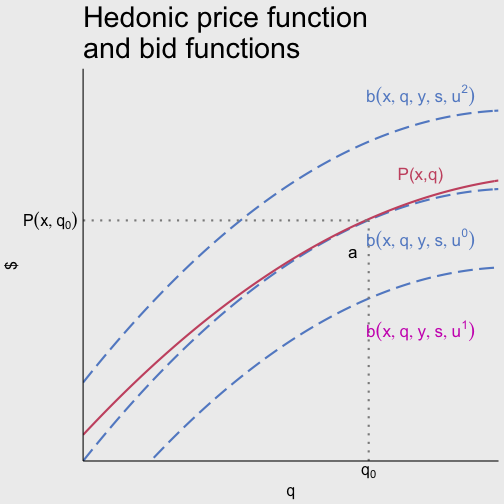 Hedonic price function
and bid functions
b(x, q, y, s, u²)
P(x,q)
P(x, q₀)
b(x, q, y, s, u⁰)
a
$
b(x, q, y, s, u¹)
q₀
q